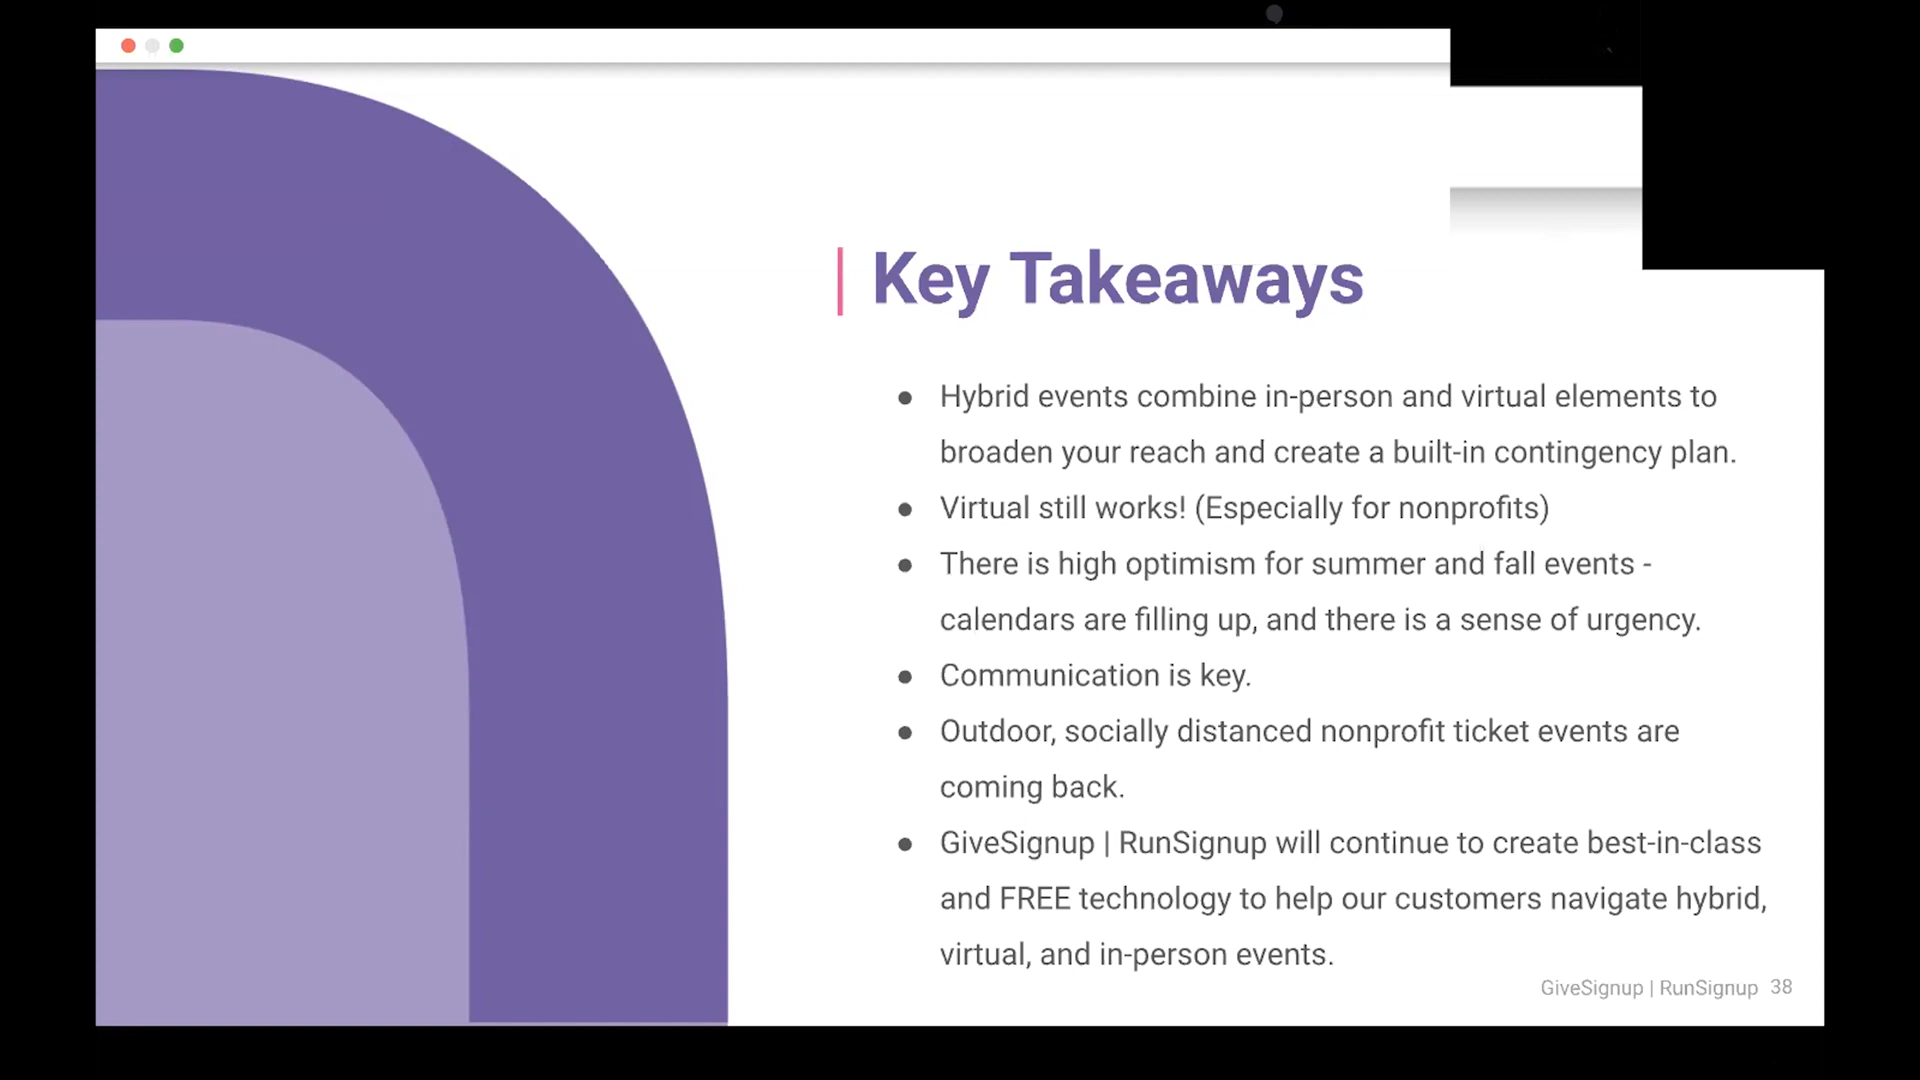 Key Takeaways
● Hybrid events combine in-person and virtual elements to
broaden your reach and create a built-in contingency plan.
● Virtual still works! (Especially for nonprofits)
● There is high optimism for summer and fall events -
calendars are filling up, and there is a sense of urgency.
● Communication is key.
● Outdoor, socially distanced nonprofit ticket events are
coming back.
● GiveSignup | RunSignup will continue to create best-in-class
and FREE technology to help our customers navigate hybrid,
virtual, and in-person events.
GiveSignup | RunSignup 38